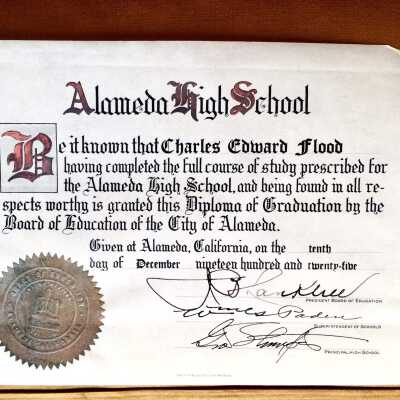 Alameda High School
Be it known that Charles Edward Flood
having completed the full course of study prescribed for
the Alameda High School, and being found in all re-
spects worthy is granted this Diploma of Graduation by the
Board of Education of the City of Alameda.
Given at Alameda, California, on the tenth
day of December nineteen hundred and twenty-five
PRESIDENT BOARD OF EDUCATION
SUPERINTENDENT OF SCHOOLS
PRINCIPAL HIGH SCHOOL